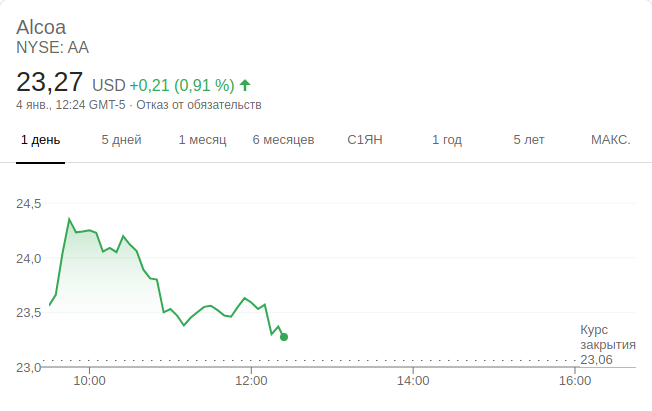 Alcoa
NYSE: AA
23,27 USD +0,21 (0,91 %)
4 янв., 12:24 GMT-5 · Отказ от обязательств
1 день 5 дней 1 месяц 6 месяцев С1ЯН 1 год 5 лет МАКС.
24,5
24,0
23,5
Курс
закрытия
23,06
23,0
10:00 12:00 14:00 16:00